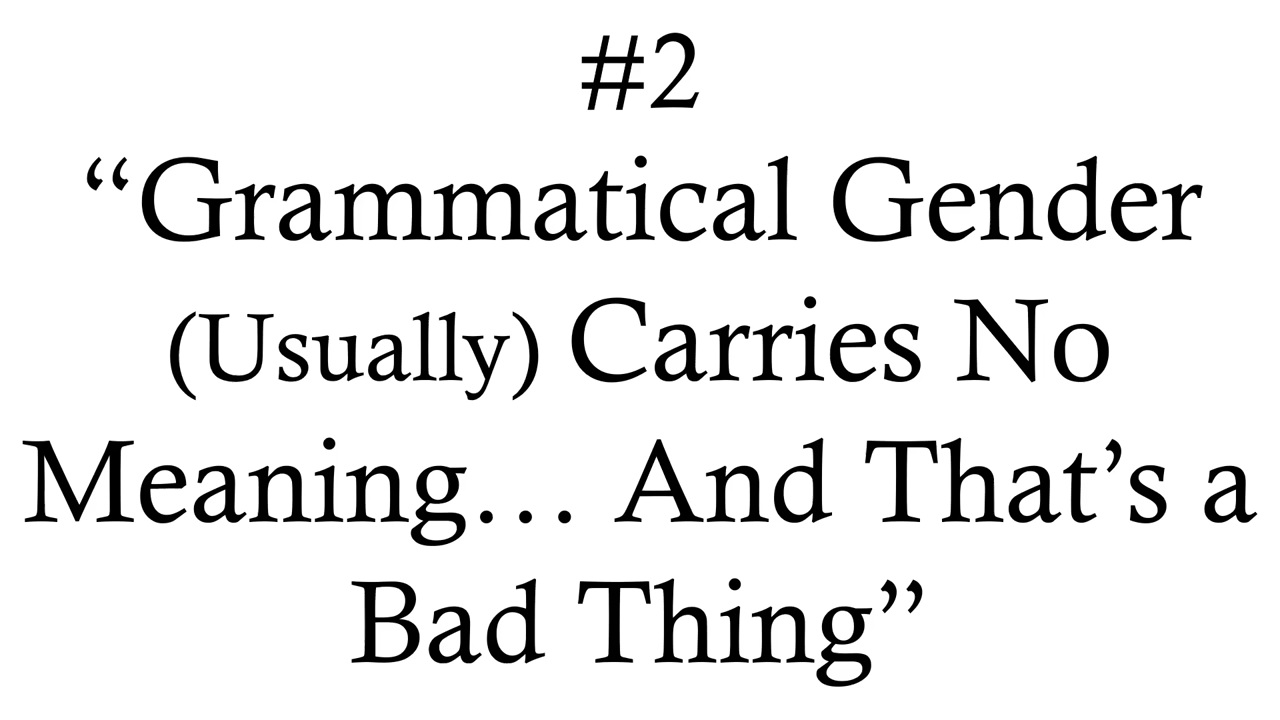 #2
“Grammatical Gender
(Usually) Carries No
Meaning… And That’s a
Bad Thing”